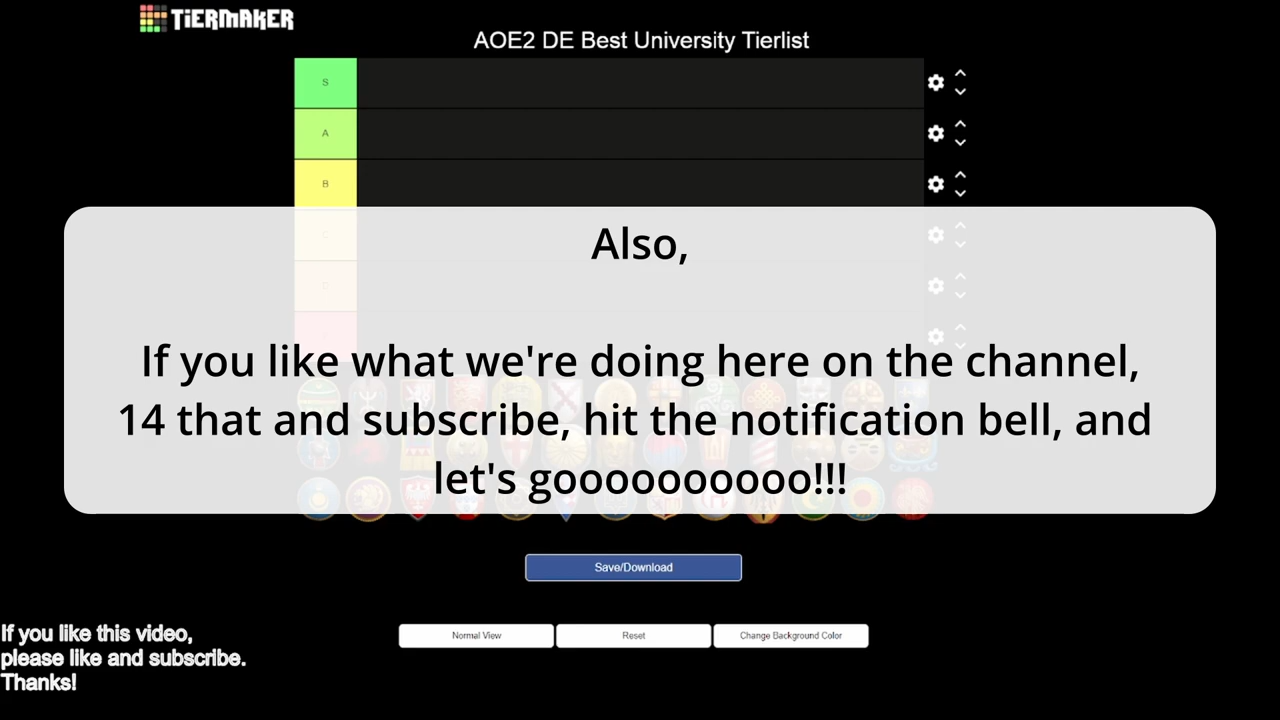 TIERMAKER
AOE2 DE Best University Tierlist
S
A
B
Also,
If you like what we're doing here on the channel,
14 that and subscribe, hit the notification bell, and
let's goooooooooo!!!
Save/Download
Normal View
Reset
Change Background Color
If you like this video,
please like and subscribe.
Thanks!